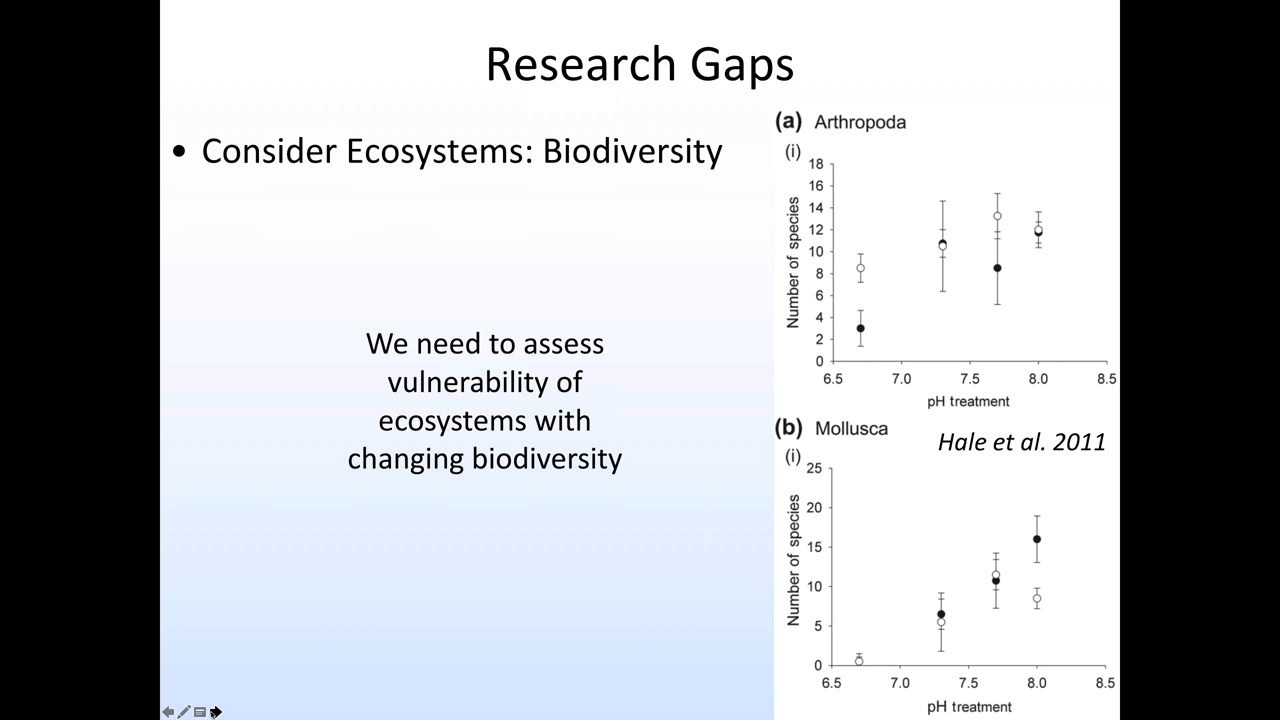 Research Gaps
• Consider Ecosystems: Biodiversity
We need to assess
vulnerability of
ecosystems with
changing biodiversity
(a) Arthropoda
(i)
18
16
14
12
10
8
6
4
2
0
Number of species
6.5 7.0 7.5 8.0 8.5
pH treatment
(b) Mollusca
Hale et al. 2011
(i)
25
20
15
10
5
0
Number of species
6.5 7.0 7.5 8.0 8.5
pH treatment